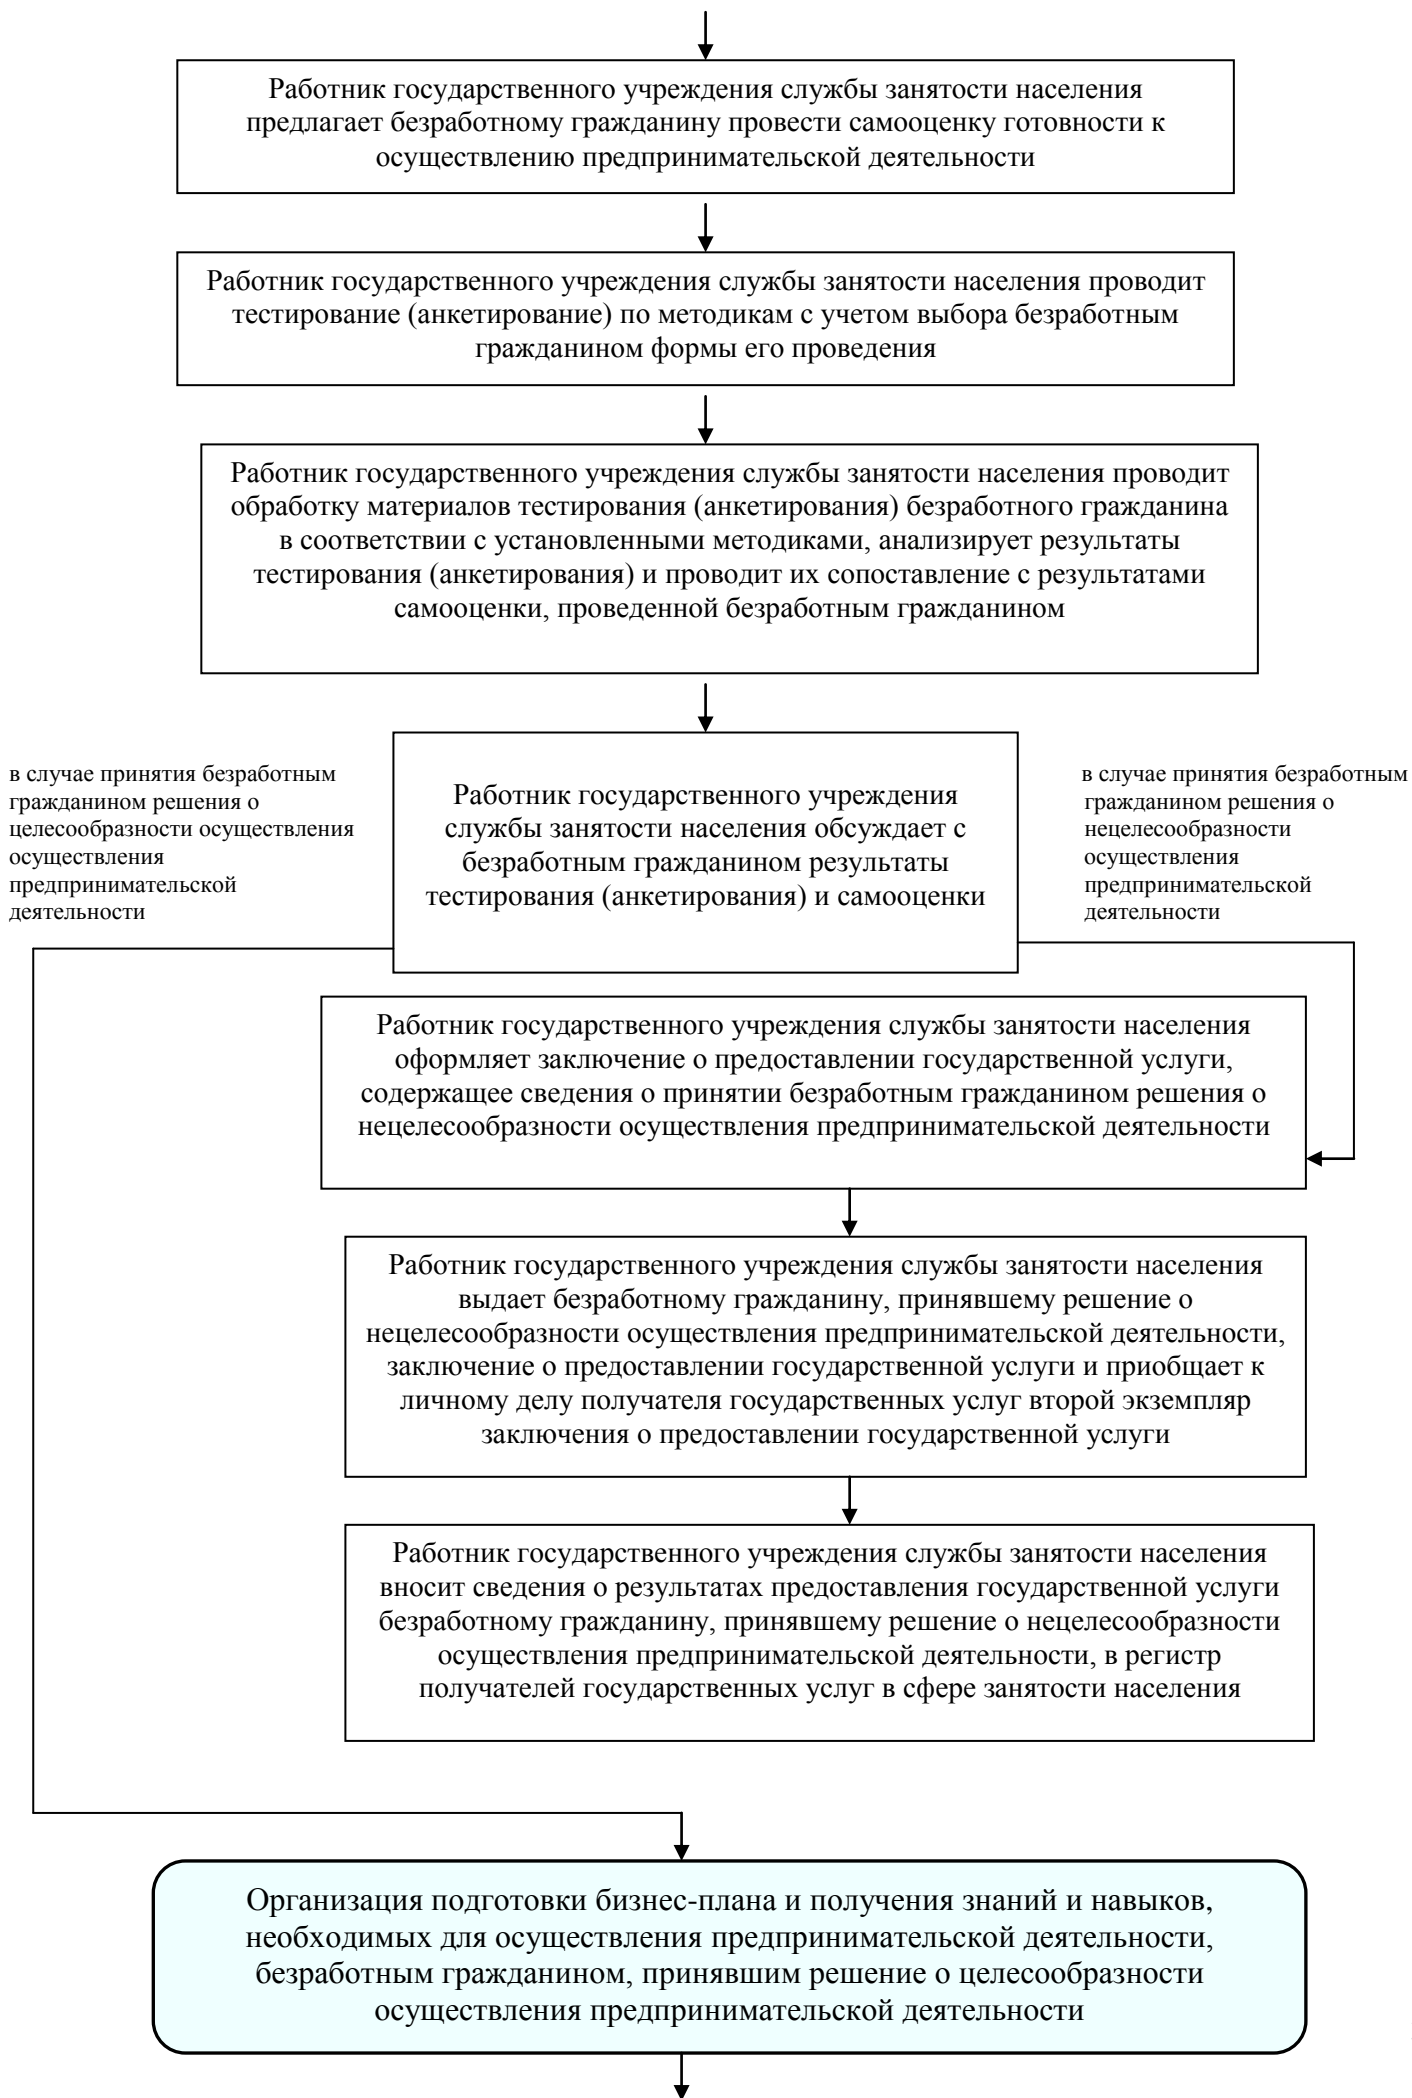 Работник государственного учреждения службы занятости населения
предлагает безработному гражданину провести самооценку готовности к
осуществлению предпринимательской деятельности
Работник государственного учреждения службы занятости населения проводит
тестирование (анкетирование) по методикам с учетом выбора безработным
гражданином формы его проведения
Работник государственного учреждения службы занятости населения проводит
обработку материалов тестирования (анкетирования) безработного гражданина
в соответствии с установленными методиками, анализирует результаты
тестирования (анкетирования) и проводит их сопоставление с результатами
самооценки, проведенной безработным гражданином
в случае принятия безработным
гражданином решения о
целесообразности осуществления
осуществления
предпринимательской
деятельности
Работник государственного учреждения
службы занятости населения обсуждает с
безработным гражданином результаты
тестирования (анкетирования) и самооценки
в случае принятия безработным
гражданином решения о
нецелесообразности
осуществления
предпринимательской
деятельности
Работник государственного учреждения службы занятости населения
оформляет заключение о предоставлении государственной услуги,
содержащее сведения о принятии безработным гражданином решения о
нецелесообразности осуществления предпринимательской деятельности
Работник государственного учреждения службы занятости населения
выдает безработному гражданину, принявшему решение о
нецелесообразности осуществления предпринимательской деятельности,
заключение о предоставлении государственной услуги и приобщает к
личному делу получателя государственных услуг второй экземпляр
заключения о предоставлении государственной услуги
Работник государственного учреждения службы занятости населения
вносит сведения о результатах предоставления государственной услуги
безработному гражданину, принявшему решение о нецелесообразности
осуществления предпринимательской деятельности, в регистр
получателей государственных услуг в сфере занятости населения
Организация подготовки бизнес-плана и получения знаний и навыков,
необходимых для осуществления предпринимательской деятельности,
безработным гражданином, принявшим решение о целесообразности
осуществления предпринимательской деятельности